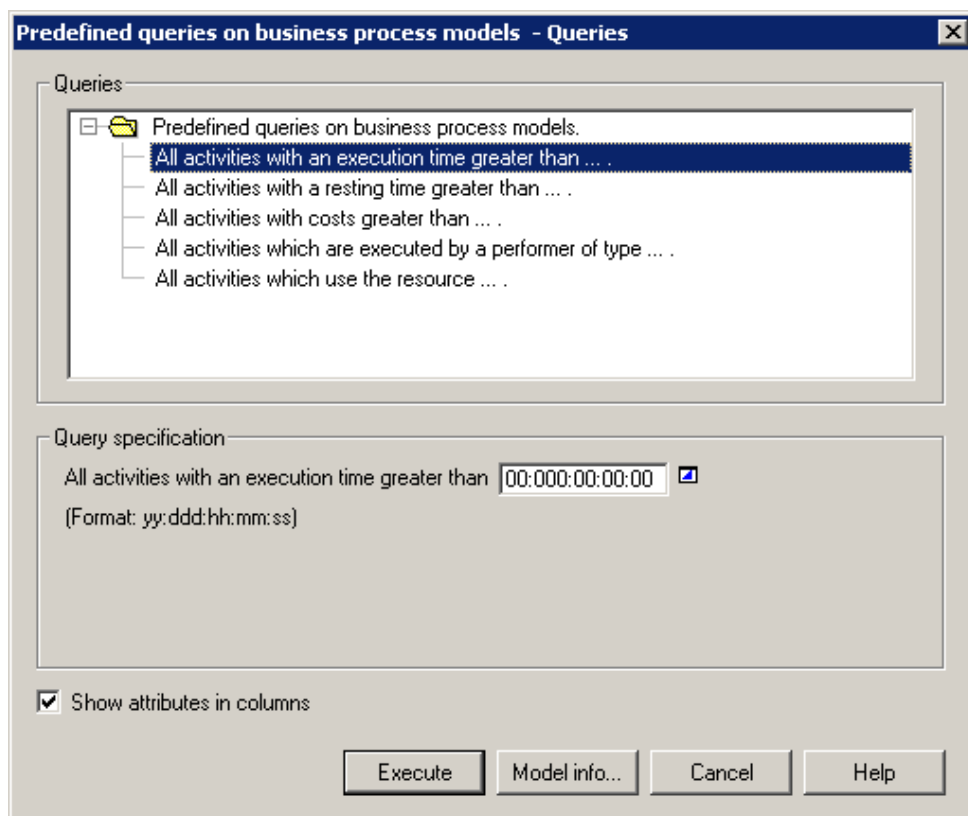 Predefined queries on business process models - Queries
Queries
Predefined queries on business process models.
All activities with an execution time greater than ... .
All activities with a resting time greater than ... .
All activities with costs greater than ... .
All activities which are executed by a performer of type ... .
All activities which use the resource ... .
Query specification
All activities with an execution time greater than 00:000:00:00:00
(Format: yy:ddd:hh:mm:ss)
Show attributes in columns
Execute Model info... Cancel Help